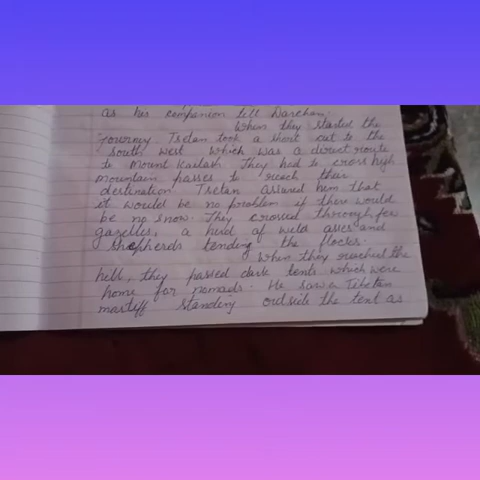 as his companion till Darchen.
When they started the
journey Tsetan took a short cut to the
south west which was a direct route
to Mount Kailash. They had to cross high
mountain passes to reach their
destination. Tsetan assured him that
it would be no problem if there would
be no snow. They crossed through few
gazelles, a herd of wild asses and
shepherds tending the flocks.
When they reached the
hill, they passed dark tents which were
home for nomads. He saw a Tibetan
mastiff standing outside the tent as